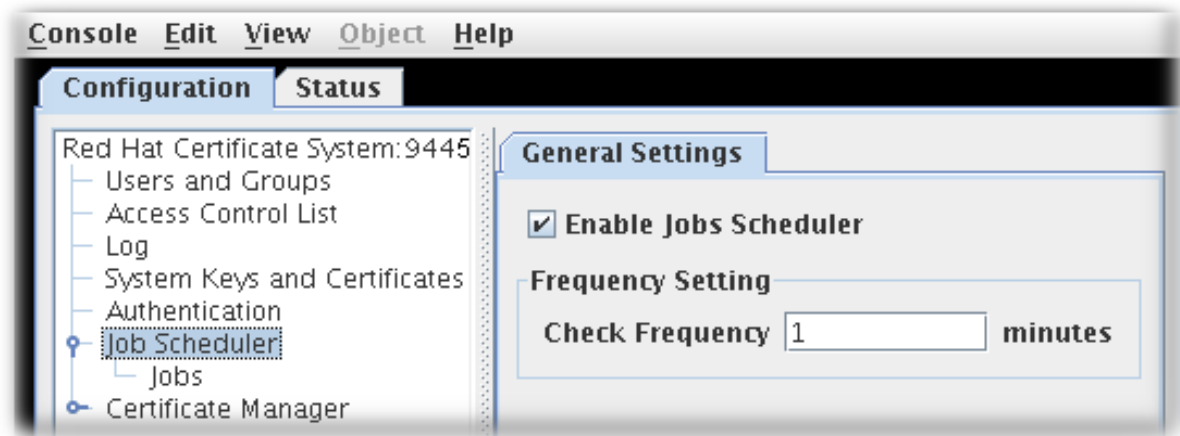 Console Edit View Object Help
Configuration Status
Red Hat Certificate System:9445
Users and Groups
Access Control List
Log
System Keys and Certificates
Authentication
Job Scheduler
Jobs
Certificate Manager
General Settings
Enable Jobs Scheduler
Frequency Setting
Check Frequency 1 minutes